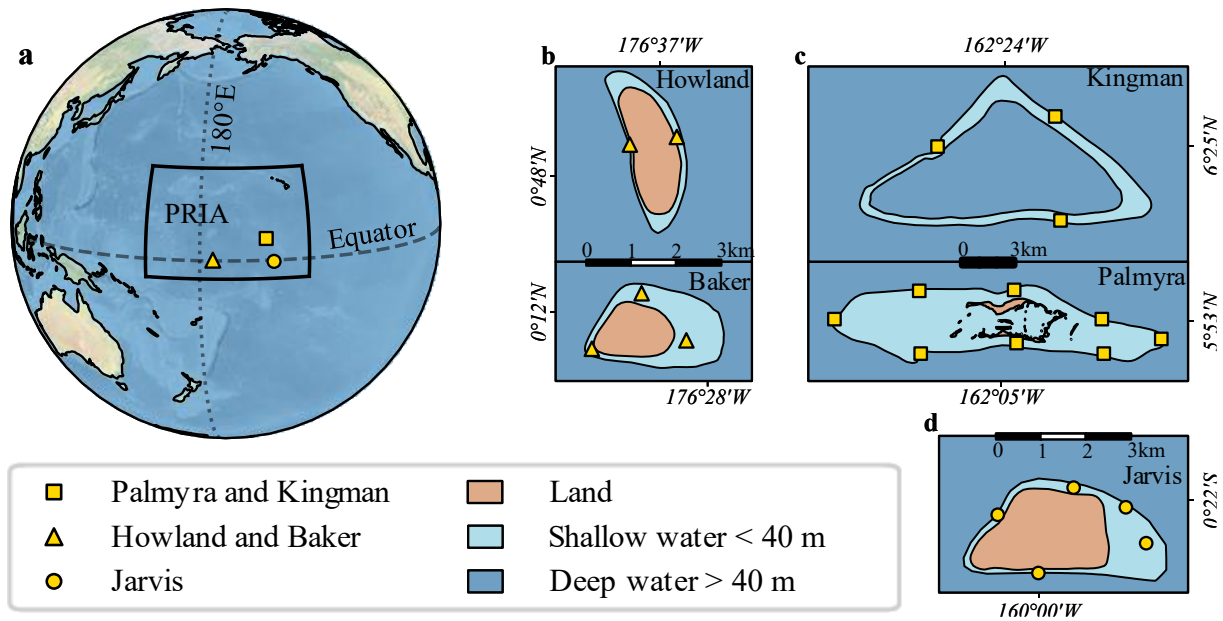 a
180°E
PRIA
Equator
b
176°37'W
Howland
0°48'N
0 1 2 3km
Baker
0°12'N
176°28'W
c
162°24'W
Kingman
6°25'N
0 3km
Palmyra
5°53'N
162°05'W
d
0 1 2 3km
Jarvis
0°22'S
160°00'W
Palmyra and Kingman
Howland and Baker
Jarvis
Land
Shallow water < 40 m
Deep water > 40 m